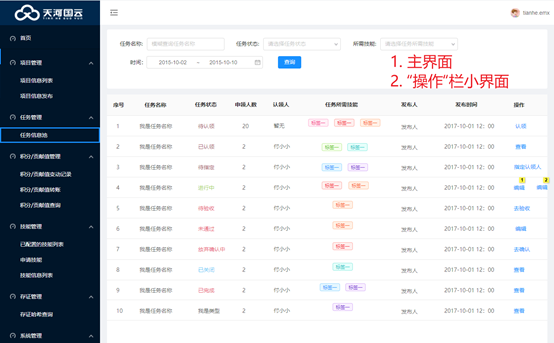 天河国云
TIAN HE GUO YUN
tianhe.emx
首页
项目管理
项目信息列表
项目信息发布
任务管理
任务信息池
积分/贡献值管理
积分/贡献值变动记录
积分/贡献值转账
积分/贡献值查询
技能管理
已配置的技能列表
申请技能
技能信息列表
存证管理
存证哈希查询
系统管理
任务名称: 模糊查询任务名称 任务状态: 请选择任务状态 所需技能: 请选择任务所需技能
时间: 2015-10-02 ~ 2015-10-10 查询
1. 主界面
2. “操作”栏小界面
序号 任务名称 任务状态 申领人数 认领人 任务所需技能 发布人 发布时间 操作
1 我是任务名称 待认领 20 暂无 标签一 标签一 标签一 发布人 2017-10-01 12：00 认领
2 我是任务名称 已认领 2 付小小 标签一 标签一 发布人 2017-10-01 12：00 查看
3 我是任务名称 待指定 2 付小小 标签一 标签一 发布人 2017-10-01 12：00 指定认领人
4 我是任务名称 进行中 2 付小小 标签一 标签一 发布人 2017-10-01 12：00 编辑 1 编辑 2
5 我是任务名称 待验收 2 付小小 标签一 发布人 2017-10-01 12：00 去验收
6 我是任务名称 未通过 2 付小小 标签一 发布人 2017-10-01 12：00 编辑
7 我是任务名称 放弃确认中 2 付小小 标签一 发布人 2017-10-01 12：00 去确认
8 我是任务名称 已关闭 2 付小小 标签一 发布人 2017-10-01 12：00 查看
9 我是任务名称 已完成 2 付小小 标签一 标签一 发布人 2017-10-01 12：00 查看
10 我是任务名称 我是类型 2 付小小 标签一 发布人 2017-10-01 12：00 查看